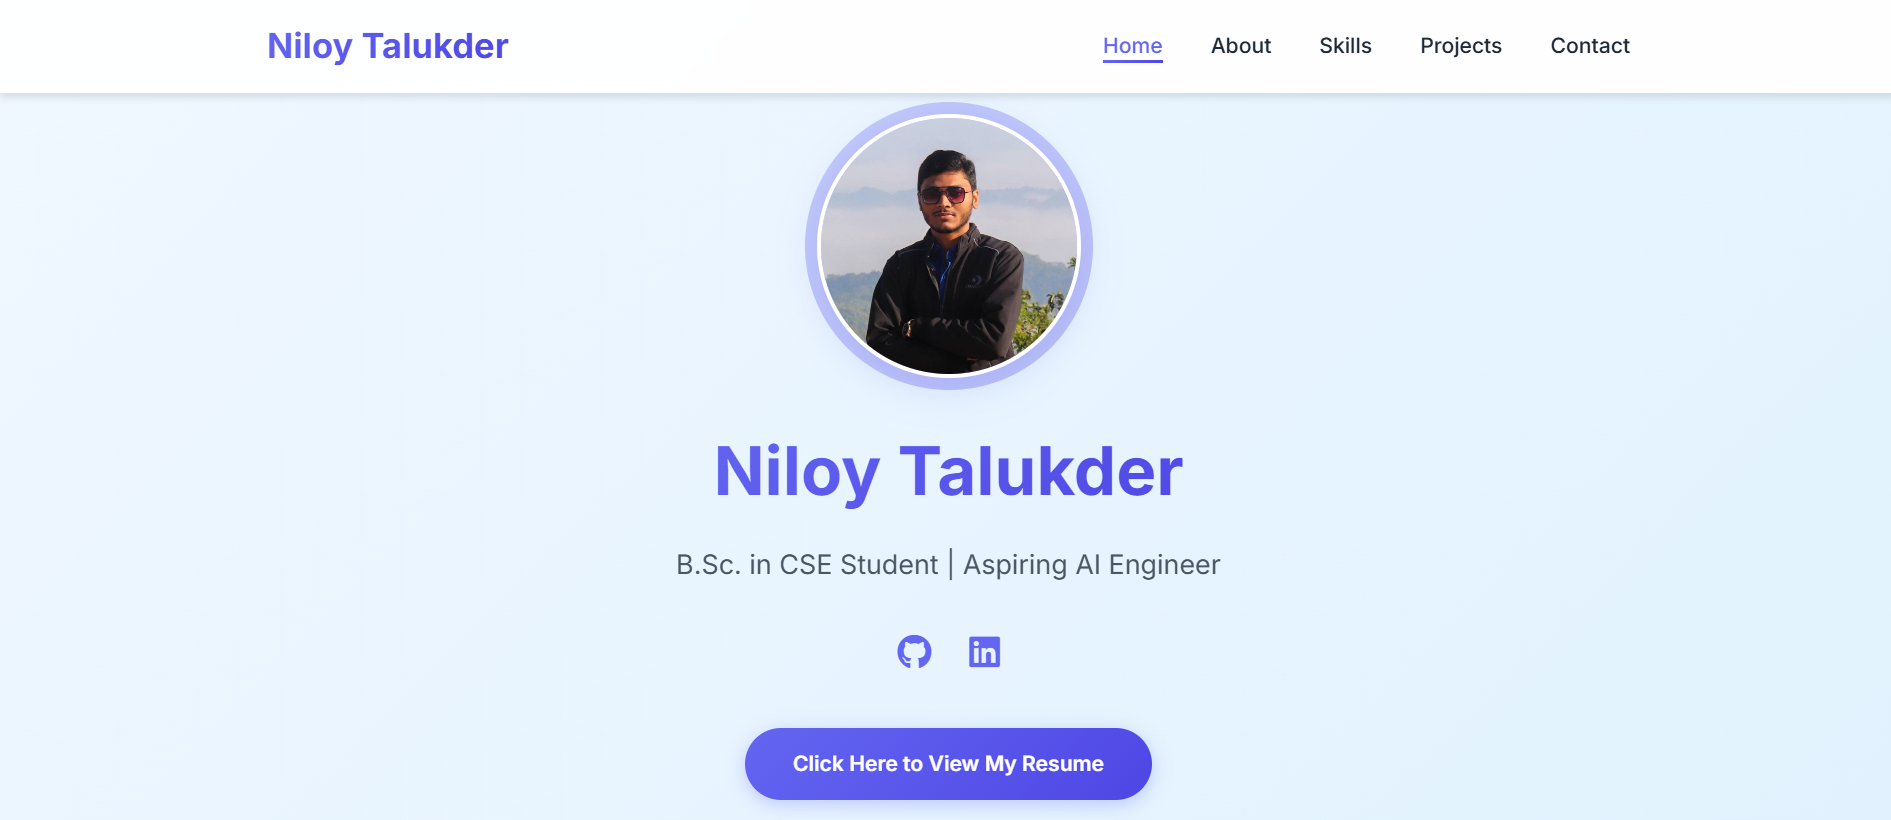 Niloy Talukder
Home About Skills Projects Contact
Niloy Talukder
B.Sc. in CSE Student | Aspiring AI Engineer
in
Click Here to View My Resume